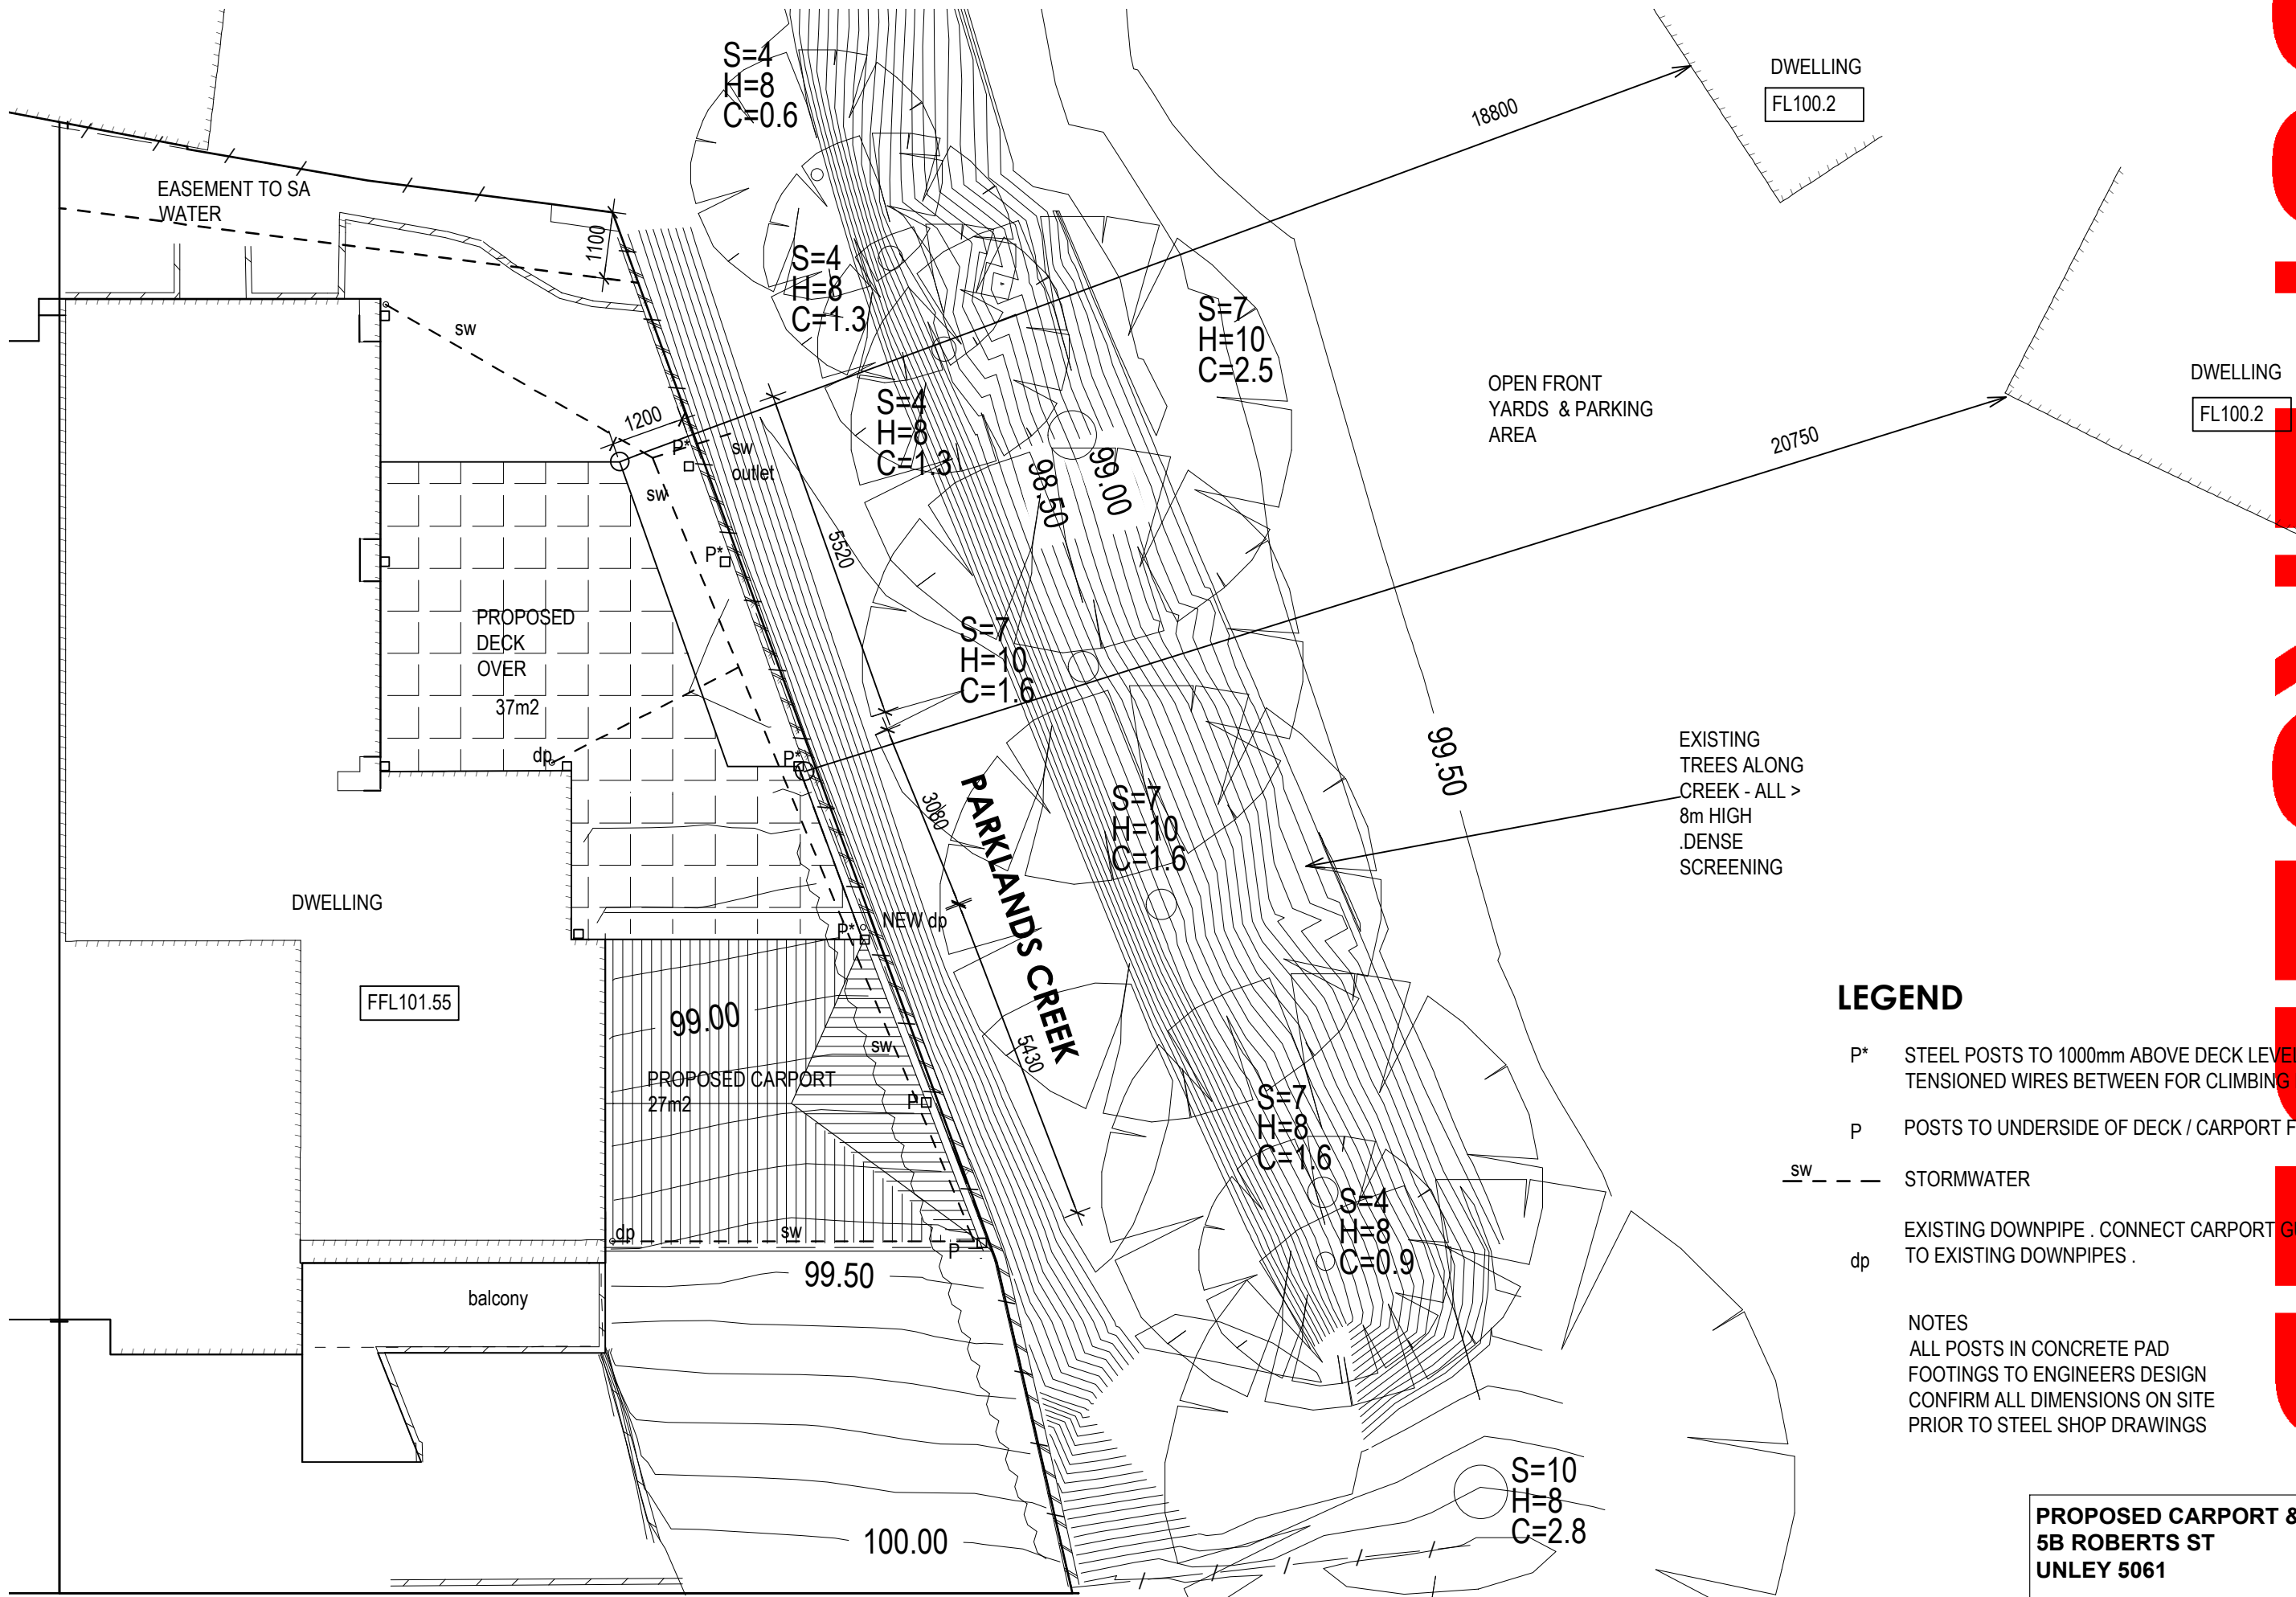 S=4
H=8
C=0.6
DWELLING
FL100.2
18800
EASEMENT TO SA
WATER
1100
S=4
H=8
C=1.3
S=7
H=10
C=2.5
sw
OPEN FRONT
YARDS & PARKING
AREA
DWELLING
FL100.2
1200
P*
sw
outlet
S=4
H=8
C=1.3
98.50
99.00
20750
sw
P*
5520
PROPOSED
DECK
OVER
37m2
S=7
H=10
C=1.6
dp
P*
99.50
EXISTING
TREES ALONG
CREEK - ALL >
8m HIGH
.DENSE
SCREENING
3080
PARKLANDS CREEK
S=7
H=10
C=1.6
DWELLING
P*
NEW dp
FFL101.55
99.00
sw
5430
PROPOSED CARPORT
27m2
P
S=7
H=8
C=1.6
LEGEND
P* STEEL POSTS TO 1000mm ABOVE DECK LEVEL
TENSIONED WIRES BETWEEN FOR CLIMBING
P POSTS TO UNDERSIDE OF DECK / CARPORT F
sw STORMWATER
EXISTING DOWNPIPE . CONNECT CARPORT GU
dp TO EXISTING DOWNPIPES .
S=4
H=8
C=0.9
dp
sw
P
99.50
balcony
NOTES
ALL POSTS IN CONCRETE PAD
FOOTINGS TO ENGINEERS DESIGN
CONFIRM ALL DIMENSIONS ON SITE
PRIOR TO STEEL SHOP DRAWINGS
S=10
H=8
C=2.8
100.00
PROPOSED CARPORT &
5B ROBERTS ST
UNLEY 5061